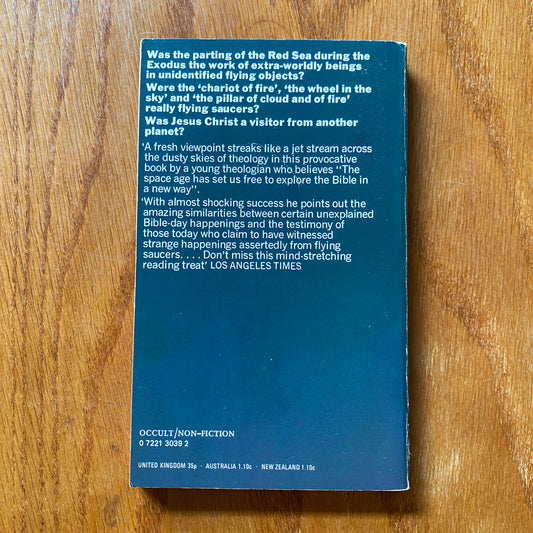 Was the parting of the Red Sea during the
Exodus the work of extra-worldly beings
in unidentified flying objects?
Were the ‘chariot of fire’, ‘the wheel in the
sky’ and ‘the pillar of cloud and of fire’
really flying saucers?
Was Jesus Christ a visitor from another
planet?
‘A fresh viewpoint streaks like a jet stream across
the dusty skies of theology in this provocative
book by a young theologian who believes “The
space age has set us free to explore the Bible in
a new way”.
‘With almost shocking success he points out the
amazing similarities between certain unexplained
Bible-day happenings and the testimony of
those today who claim to have witnessed
strange happenings assertedly from flying
saucers. . . . Don’t miss this mind-stretching
reading treat’ LOS ANGELES TIMES
OCCULT/NON-FICTION
0 7221 3039 2
UNITED KINGDOM 35p · AUSTRALIA 1.10c · NEW ZEALAND 1.10c